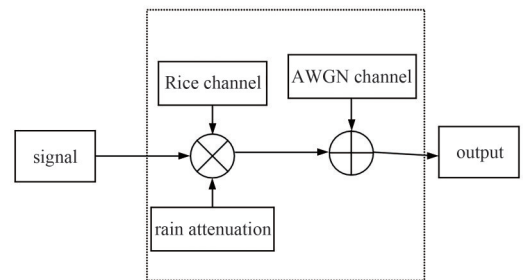 Rice channel
AWGN channel
signal
output
rain attenuation